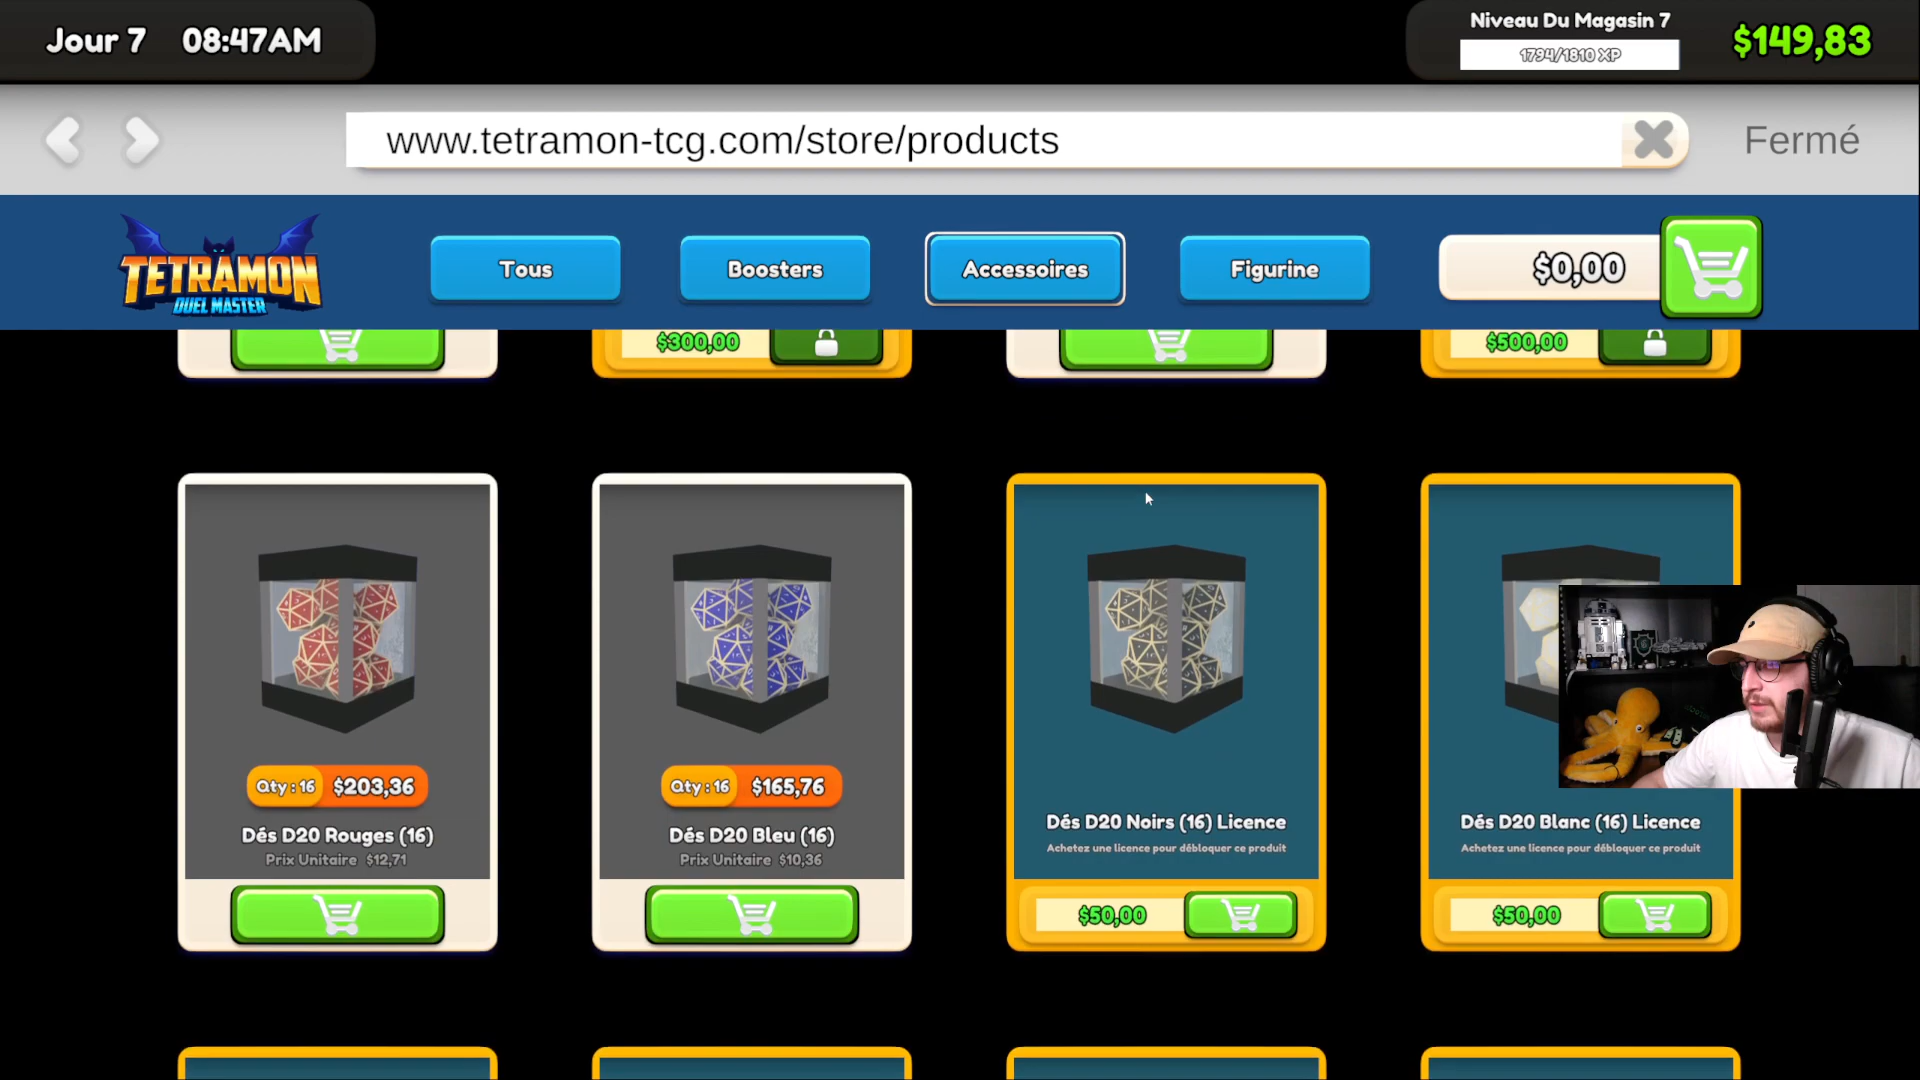 Jour 7 08:47AM
Niveau Du Magasin 7
1794/1810 XP
$149,83
www.tetramon-tcg.com/store/products
Fermé
TETRAMON
DUEL MASTER
Tous
Boosters
Accessoires
Figurine
$0,00
$300,00
$500,00
Qty : 16 $203,36
Dés D20 Rouges (16)
Prix Unitaire $12,71
Qty : 16 $165,76
Dés D20 Bleu (16)
Prix Unitaire $10,36
Dés D20 Noirs (16) Licence
Achetez une licence pour débloquer ce produit
$50,00
Dés D20 Blanc (16) Licence
Achetez une licence pour débloquer ce produit
$50,00